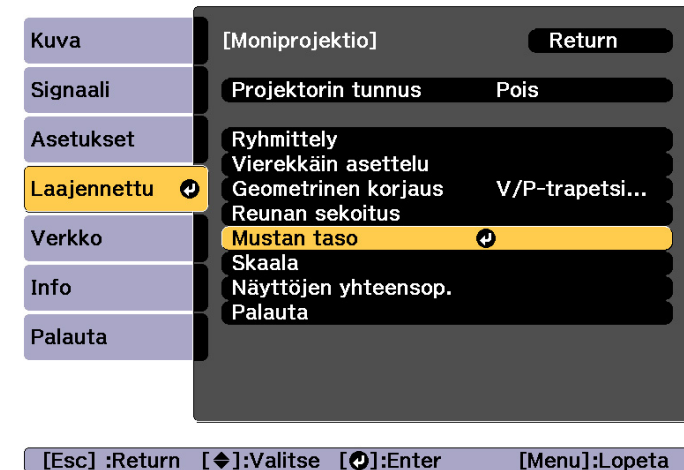 Kuva
Signaali
Asetukset
Laajennettu
Verkko
Info
Palauta
[Moniprojektio] Return
Projektorin tunnus Pois
Ryhmittely
Vierekkäin asettelu
Geometrinen korjaus V/P-trapetsi...
Reunan sekoitus
Mustan taso
Skaala
Näyttöjen yhteensop.
Palauta
[Esc] :Return [◆]:Valitse [↵]:Enter [Menu]:Lopeta